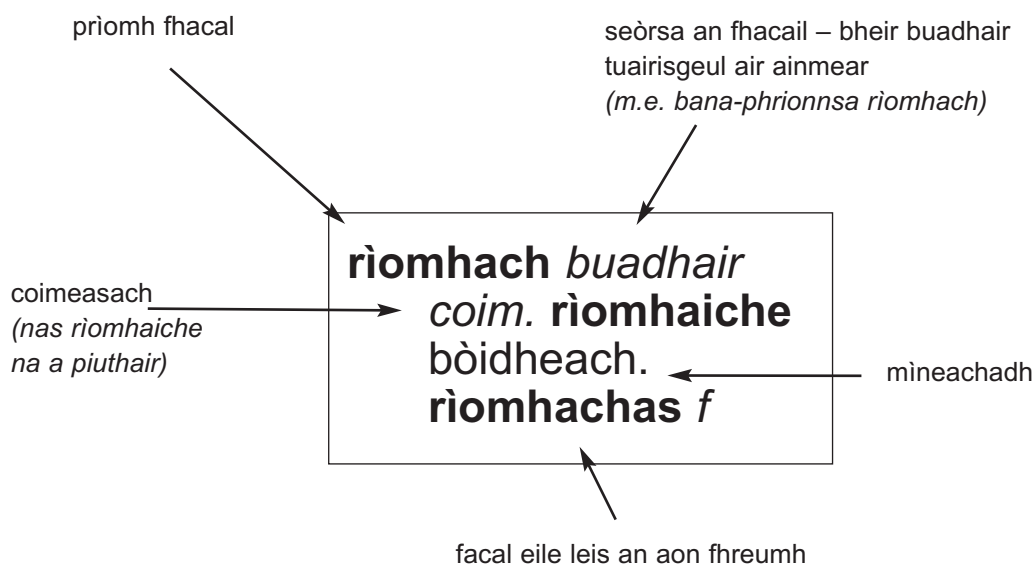 prìomh fhacal
seòrsa an fhacail – bheir buadhair
tuairisgeul air ainmear
(m.e. bana-phrionnsa rìomhach)
rìomhach buadhair
coim. rìomhaiche
bòidheach.
rìomhachas f
coimeasach
(nas rìomhaiche
na a piuthair)
mìneachadh
facal eile leis an aon fhreumh